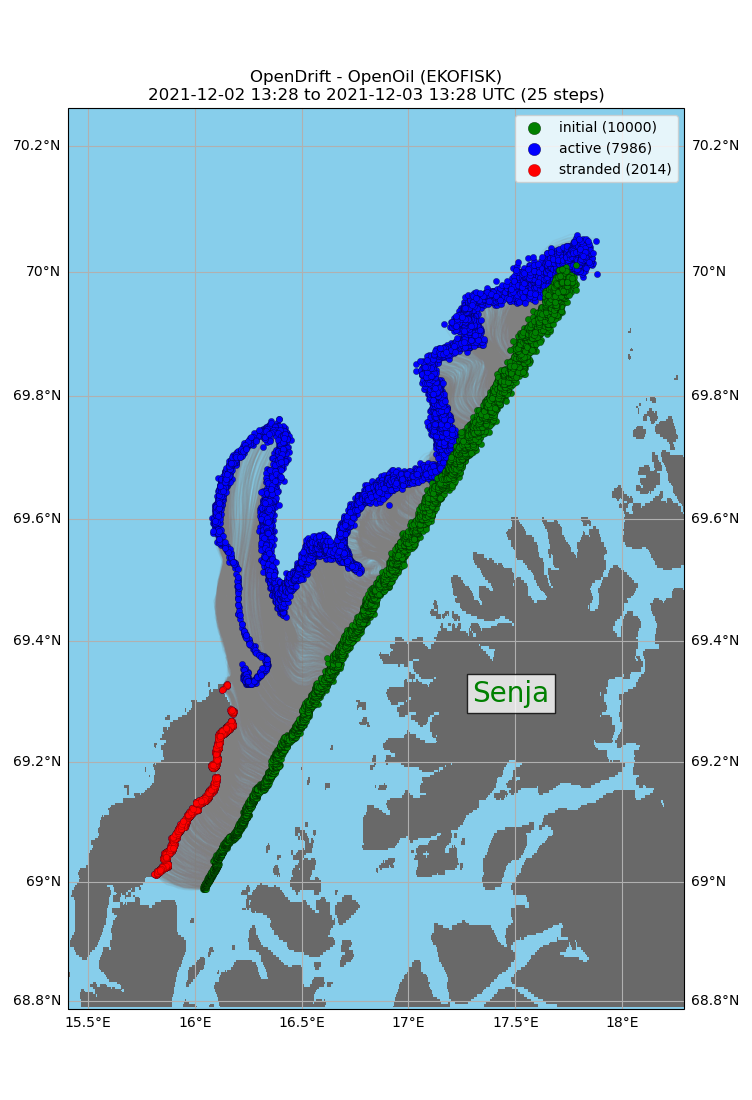 OpenDrift - OpenOil (EKOFISK)
2021-12-02 13:28 to 2021-12-03 13:28 UTC (25 steps)
initial (10000)
active (7986)
stranded (2014)
70.2°N 70.2°N
70°N 70°N
69.8°N 69.8°N
69.6°N 69.6°N
69.4°N 69.4°N
Senja
69.2°N 69.2°N
69°N 69°N
68.8°N 68.8°N
15.5°E 16°E 16.5°E 17°E 17.5°E 18°E